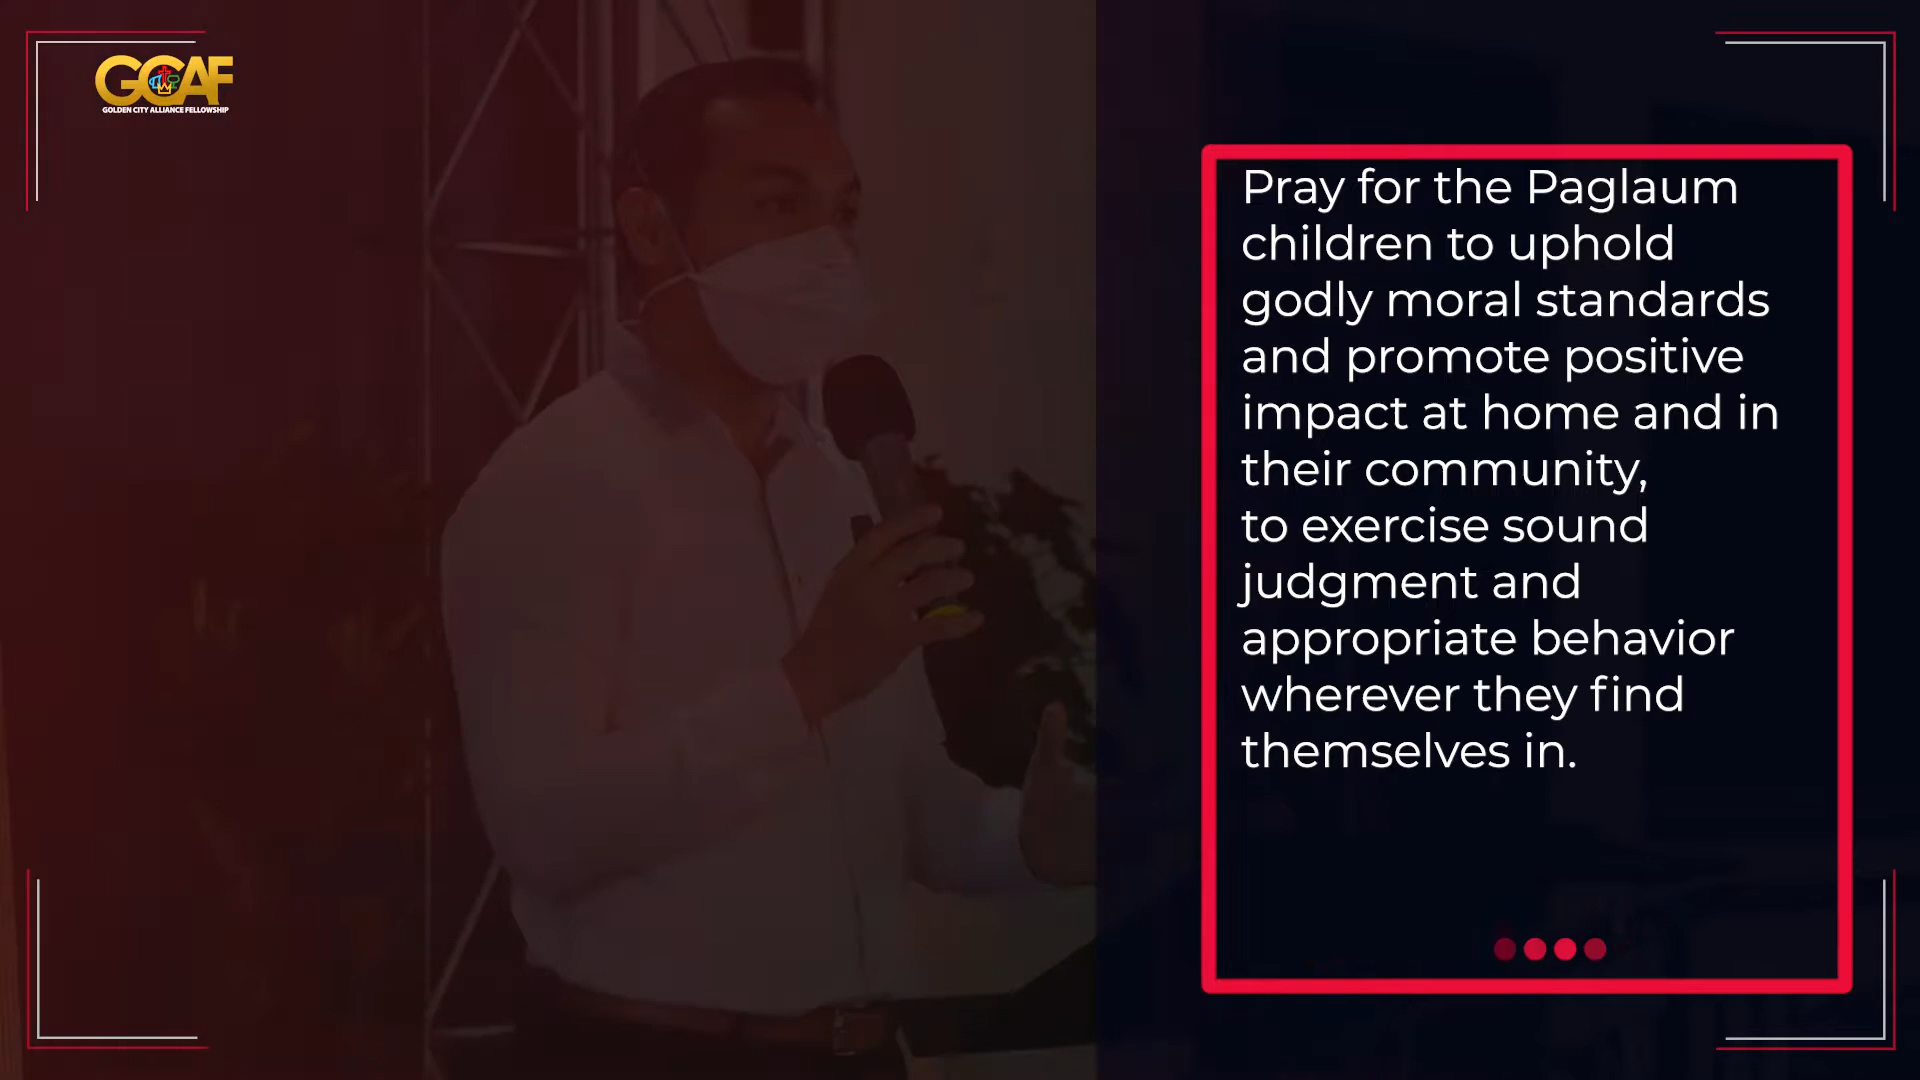 GCAF
GOLDEN CITY ALLIANCE FELLOWSHIP
Pray for the Paglaum
children to uphold
godly moral standards
and promote positive
impact at home and in
their community,
to exercise sound
judgment and
appropriate behavior
wherever they find
themselves in.